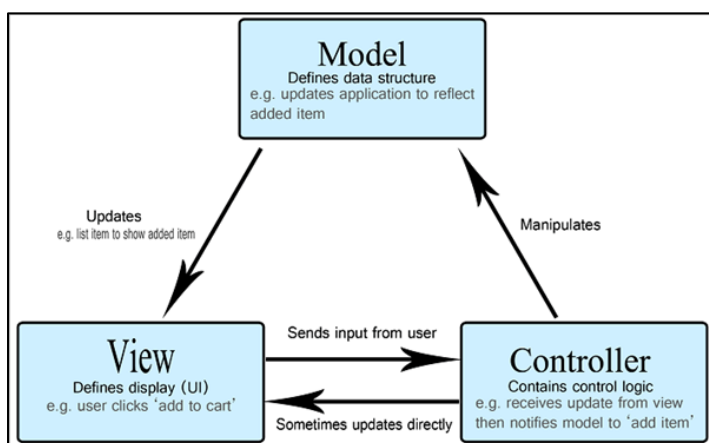 Model
Defines data structure
e.g. updates application to reflect
added item
Updates
e.g. list item to show added item
Manipulates
View
Defines display (UI)
e.g. user clicks ‘add to cart’
Sends input from user
Sometimes updates directly
Controller
Contains control logic
e.g. receives update from view
then notifies model to ‘add item’